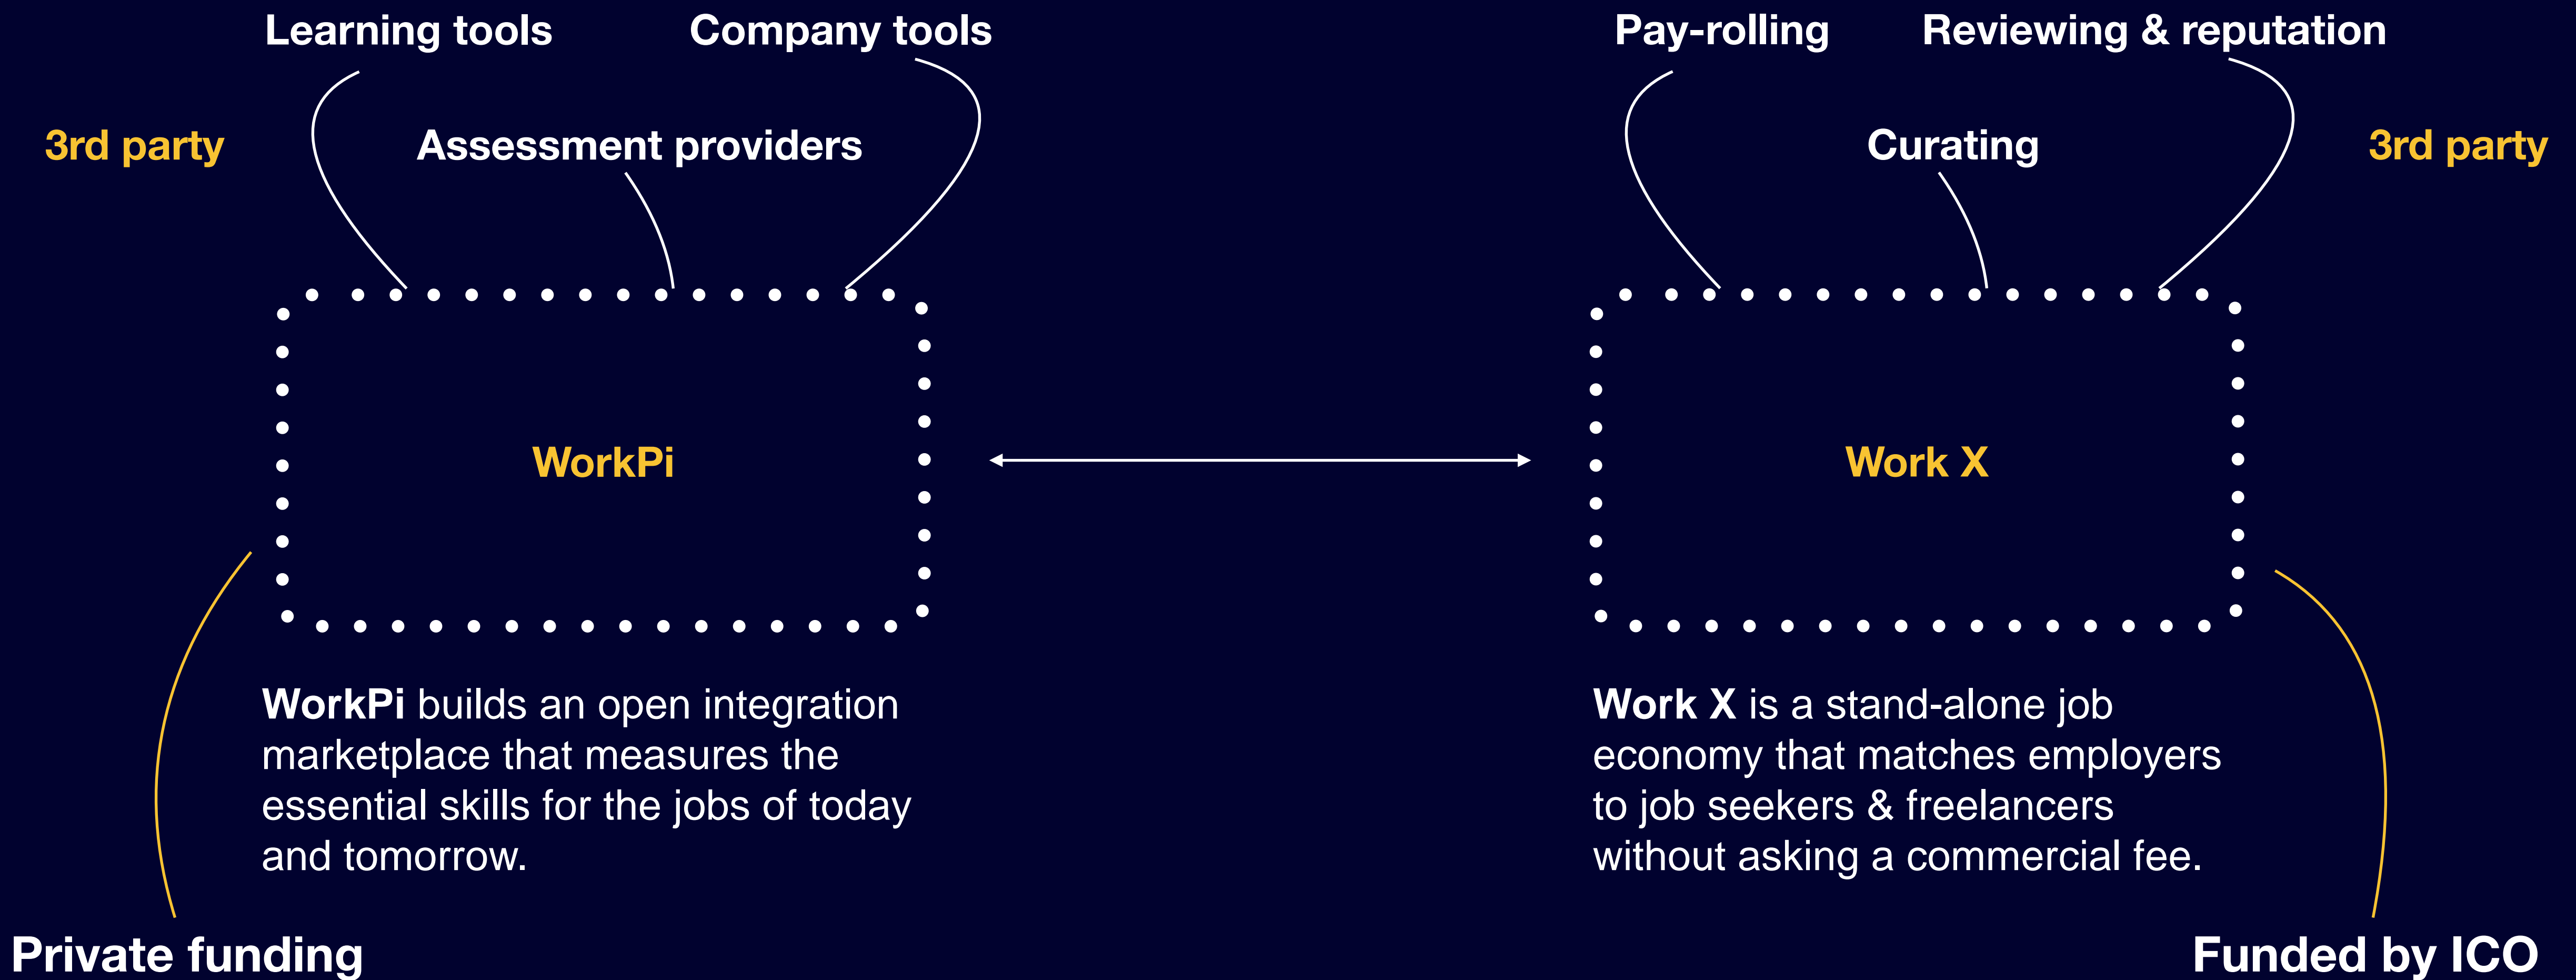 Learning tools
Company tools
Pay-rolling
Reviewing & reputation
3rd party
Assessment providers
Curating
3rd party
WorkPi
Work X
WorkPi builds an open integration
marketplace that measures the
essential skills for the jobs of today
and tomorrow.
Work X is a stand-alone job
economy that matches employers
to job seekers & freelancers
without asking a commercial fee.
Private funding
Funded by ICO